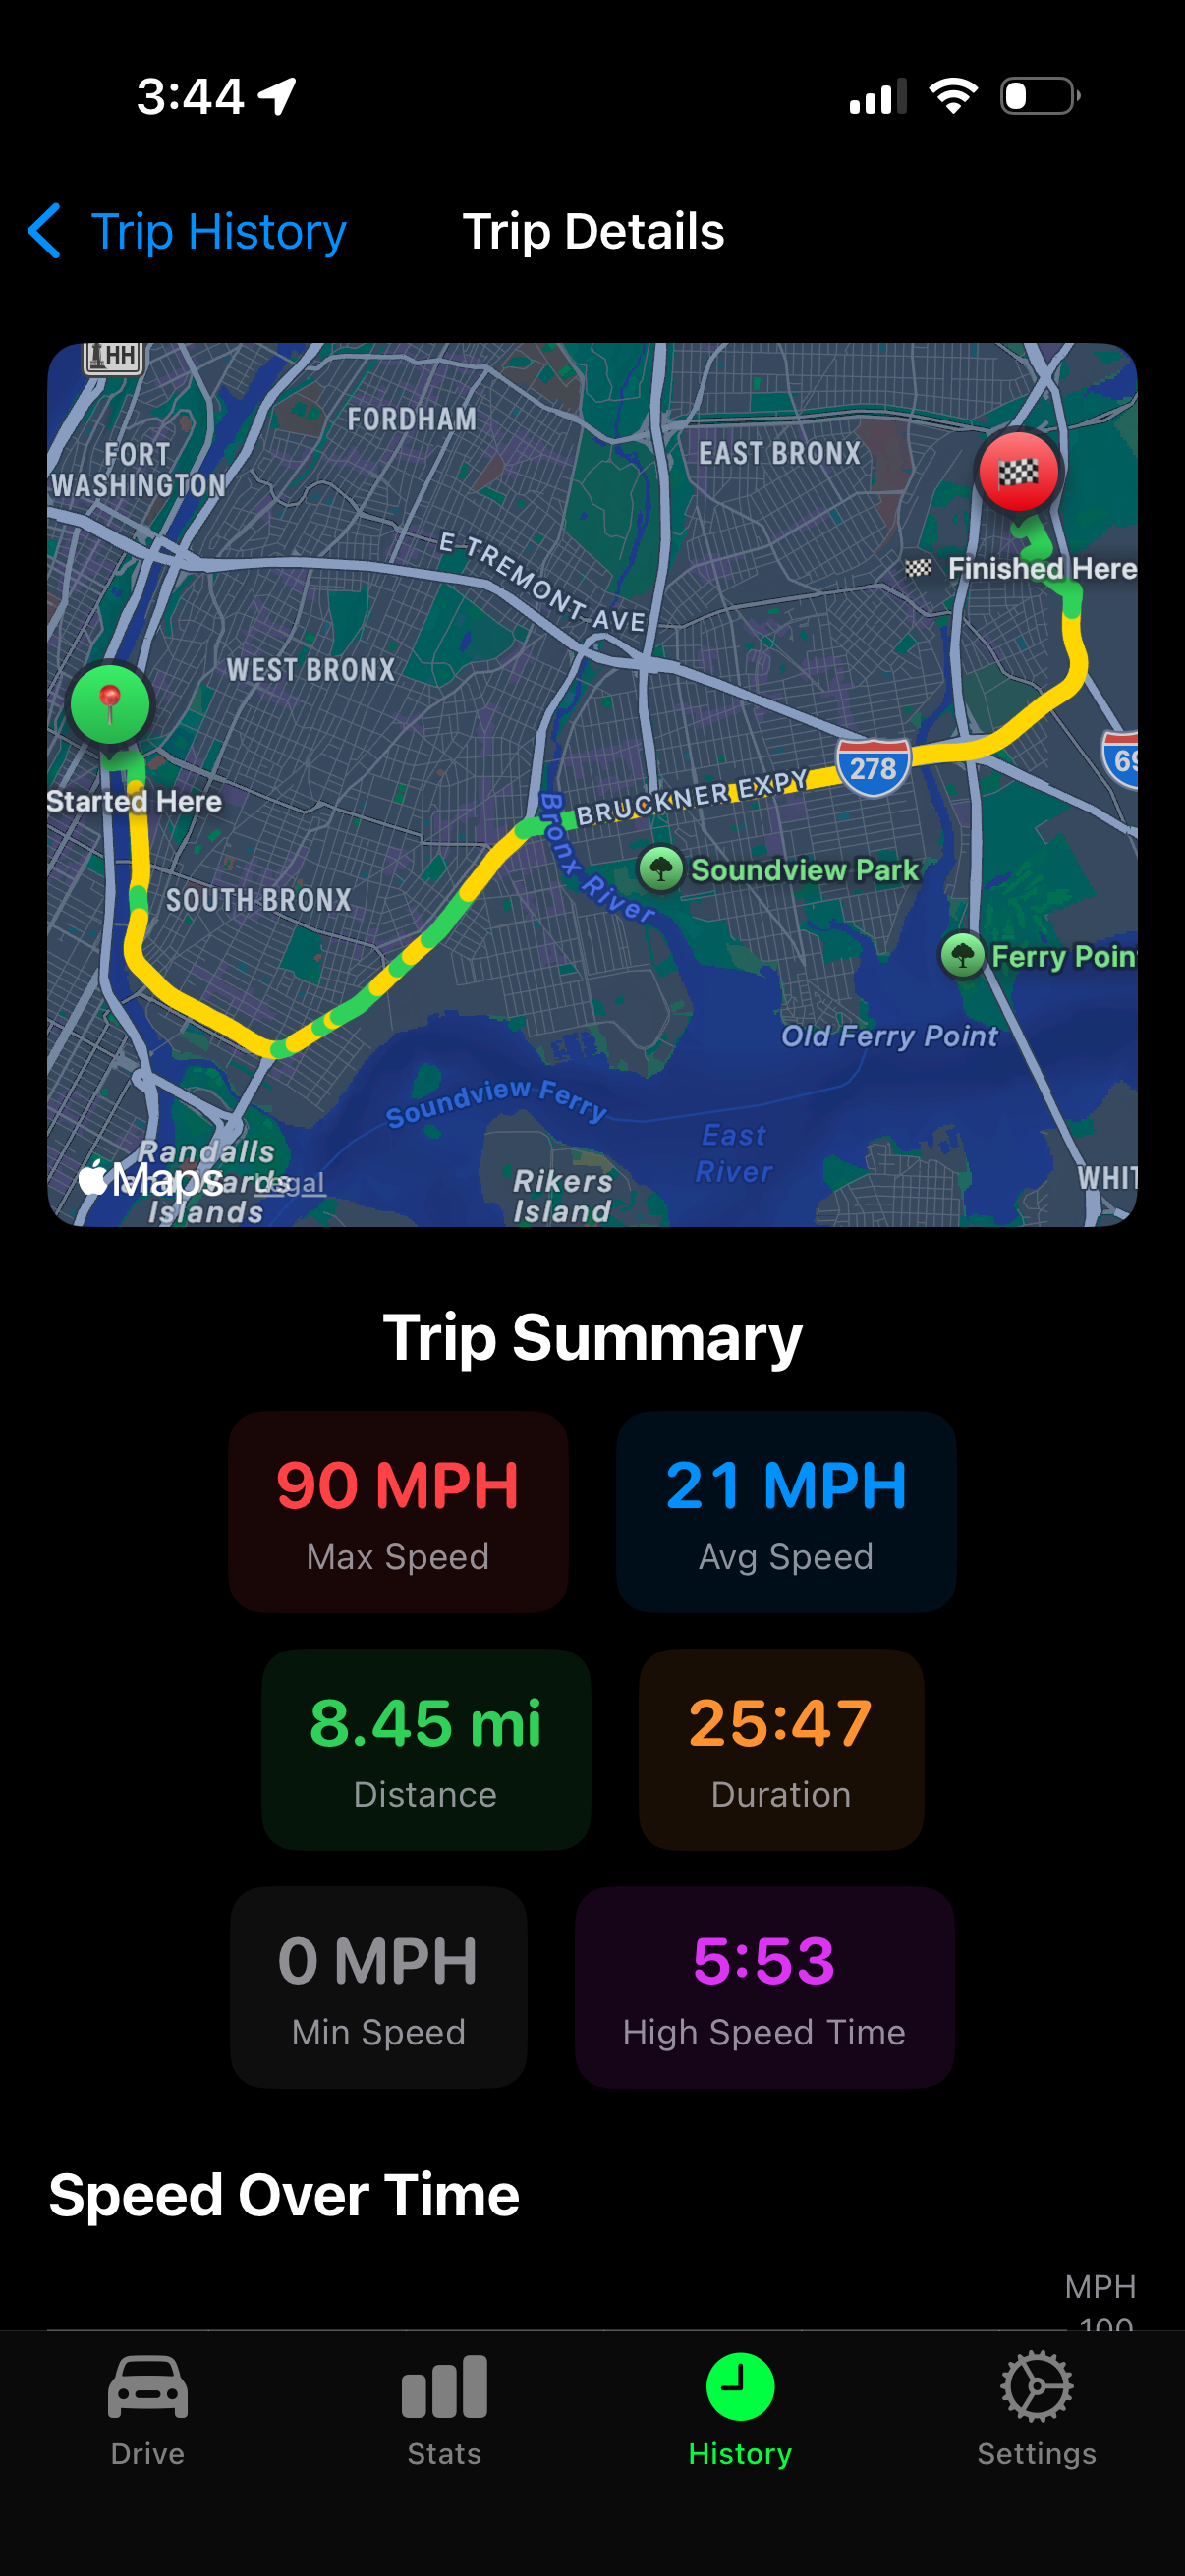 3:44
Trip History
Trip Details
HH
FORDHAM
FORT
WASHINGTON
EAST BRONX
E TREMONT AVE
Finished Here
WEST BRONX
278
Started Here
BRUCKNER EXPY
Bronx River
Soundview Park
SOUTH BRONX
Ferry Poin
Old Ferry Point
Soundview Ferry
East
River
Randalls
Maps
Legal
Islands
Rikers
Island
WHIT
Trip Summary
90 MPH
Max Speed
21 MPH
Avg Speed
8.45 mi
Distance
25:47
Duration
0 MPH
Min Speed
5:53
High Speed Time
Speed Over Time
MPH
100
Drive
Stats
History
Settings